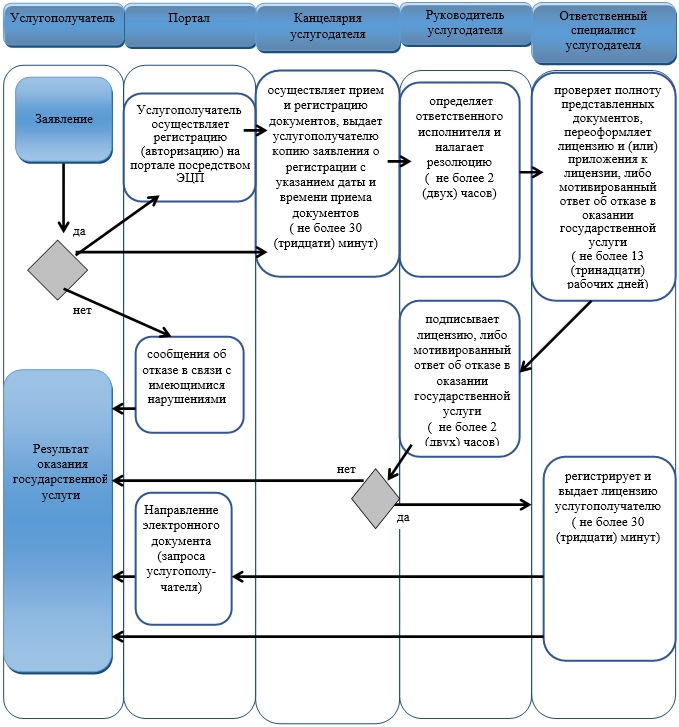 Услугополучатель
Портал
Канцелярия
услугодателя
Руководитель
услугодателя
Ответственный
специалист
услугодателя
Заявление
да
нет
Услугополучатель
осуществляет
регистрацию
(авторизацию) на
портале посредством
ЭЦП
осуществляет прием
и регистрацию
документов, выдает
услугополучателю
копию заявления о
регистрации с
указанием даты и
времени приема
документов
( не более 30
(тридцати) минут)
определяет
ответственного
исполнителя и
налагает
резолюцию
( не более 2
(двух) часов)
проверяет полноту
представленных
документов,
переоформляет
лицензию и (или)
приложения к
лицензии, либо
мотивированный
ответ об отказе в
оказании
государственной
услуги
( не более 13
(тринадцати)
рабочих дней)
сообщения об
отказе в связи с
имеющимися
нарушениями
подписывает
лицензию, либо
мотивированный
ответ об отказе в
оказании
государственной
услуги
( не более 2
(двух) часов)
нет
да
Результат
оказания
государственной
услуги
Направление
электронного
документа
(запроса
услугополу-
чателя)
регистрирует и
выдает лицензию
услугополучателю
( не более 30
(тридцати) минут)